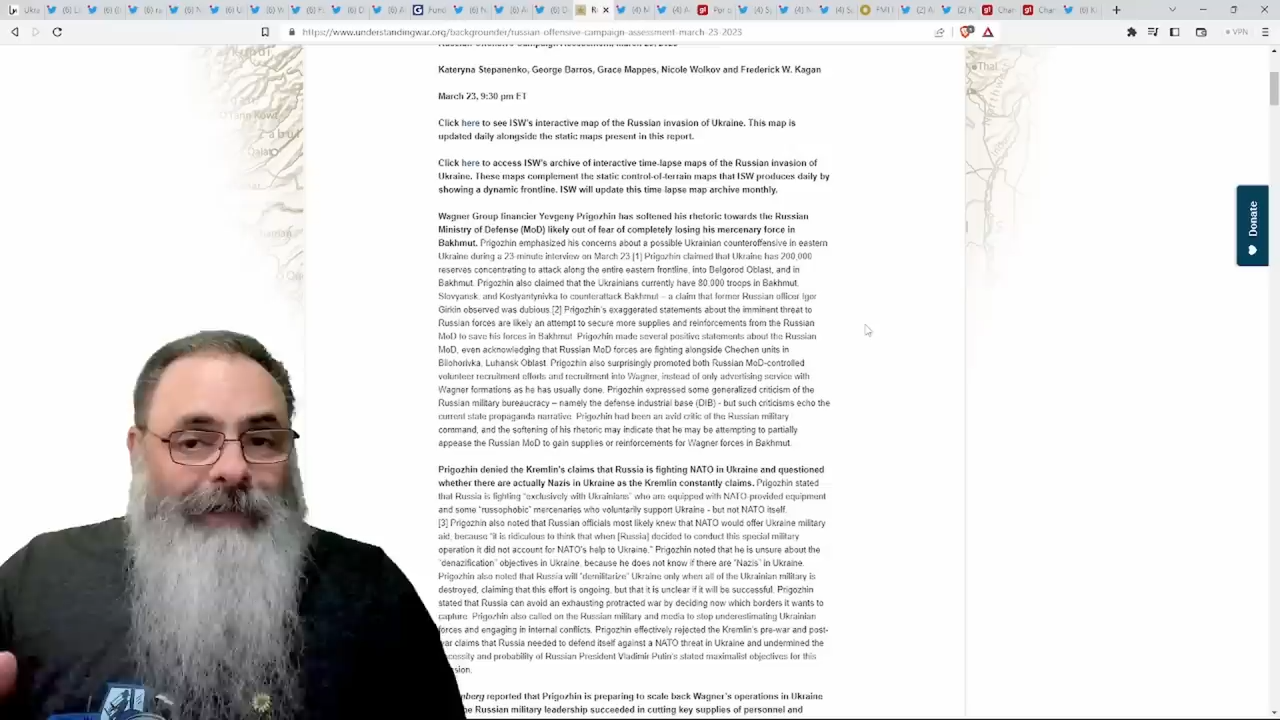 https://www.understandingwar.org/backgrounder/russian-offensive-campaign-assessment-march-23-2023
VPN
Kateryna Stepanenko, George Barros, Grace Mappes, Nicole Wolkov and Frederick W. Kagan
March 23, 9:30 pm ET
Click here to see ISW's interactive map of the Russian invasion of Ukraine. This map is
updated daily alongside the static maps present in this report.
Click here to access ISW's archive of interactive time-lapse maps of the Russian invasion of
Ukraine. These maps complement the static control-of-terrain maps that ISW produces daily by
showing a dynamic frontline. ISW will update this time-lapse map archive monthly.
Wagner Group financier Yevgeny Prigozhin has softened his rhetoric towards the Russian
Ministry of Defense (MoD) likely out of fear of completely losing his mercenary force in
Bakhmut. Prigozhin emphasized his concerns about a possible Ukrainian counteroffensive in eastern
Ukraine during a 23-minute interview on March 23.[1] Prigozhin claimed that Ukraine has 200,000
reserves concentrating to attack along the entire eastern frontline, into Belgorod Oblast, and in
Bakhmut. Prigozhin also claimed that the Ukrainians currently have 80,000 troops in Bakhmut,
Slovyansk, and Kostyantynivka to counterattack Bakhmut – a claim that former Russian officer Igor
Girkin observed was dubious.[2] Prigozhin's exaggerated statements about the imminent threat to
Russian forces are likely an attempt to secure more supplies and reinforcements from the Russian
MoD to save his forces in Bakhmut. Prigozhin made several positive statements about the Russian
MoD, even acknowledging that Russian MoD forces are fighting alongside Chechen units in
Bilohorivka, Luhansk Oblast. Prigozhin also surprisingly promoted both Russian MoD-controlled
volunteer recruitment efforts and recruitment into Wagner, instead of only advertising service with
Wagner formations as he has usually done. Prigozhin expressed some generalized criticism of the
Russian military bureaucracy – namely the defense industrial base (DIB) - but such criticisms echo the
current state propaganda narrative. Prigozhin had been an avid critic of the Russian military
command, and the softening of his rhetoric may indicate that he may be attempting to partially
appease the Russian MoD to gain supplies or reinforcements for Wagner forces in Bakhmut.
Prigozhin denied the Kremlin's claims that Russia is fighting NATO in Ukraine and questioned
whether there are actually Nazis in Ukraine as the Kremlin constantly claims. Prigozhin stated
that Russia is fighting "exclusively with Ukrainians" who are equipped with NATO-provided equipment
and some "russophobic" mercenaries who voluntarily support Ukraine - but not NATO itself.
[3] Prigozhin also noted that Russian officials most likely knew that NATO would offer Ukraine military
aid, because "it is ridiculous to think that when [Russia] decided to conduct this special military
operation it did not account for NATO's help to Ukraine." Prigozhin noted that he is unsure about the
"denazification" objectives in Ukraine, because he does not know if there are "Nazis" in Ukraine.
Prigozhin also noted that Russia will "demilitarize" Ukraine only when all of the Ukrainian military is
destroyed, claiming that this effort is ongoing, but that it is unclear if it will be successful. Prigozhin
stated that Russia can avoid an exhausting protracted war by deciding now which borders it wants to
capture. Prigozhin also called on the Russian military and media to stop underestimating Ukrainian
forces and engaging in internal conflicts. Prigozhin effectively rejected the Kremlin's pre-war and post-
war claims that Russia needed to defend itself against a NATO threat in Ukraine and undermined the
necessity and probability of Russian President Vladimir Putin's stated maximalist objectives for this
reported that Prigozhin is preparing to scale back Wagner's operations in Ukraine
Russian military leadership succeeded in cutting key supplies of personnel and
Donate